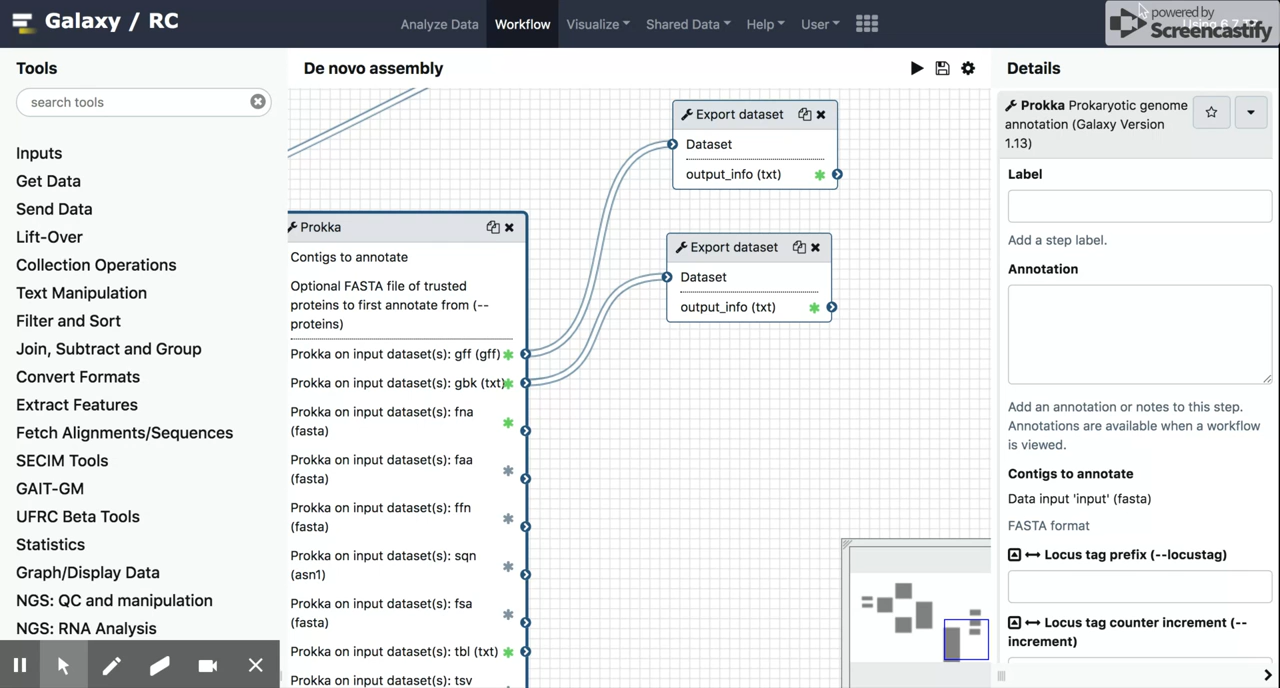 Galaxy / RC
Analyze Data
Workflow
Visualize
Shared Data
Help
User
powered by
Screencastify
Tools
search tools
Inputs
Get Data
Send Data
Lift-Over
Collection Operations
Text Manipulation
Filter and Sort
Join, Subtract and Group
Convert Formats
Extract Features
Fetch Alignments/Sequences
SECIM Tools
GAIT-GM
UFRC Beta Tools
Statistics
Graph/Display Data
NGS: QC and manipulation
NGS: RNA Analysis
De novo assembly
Prokka
Contigs to annotate
Optional FASTA file of trusted
proteins to first annotate from (--
proteins)
Prokka on input dataset(s): gff (gff)
Prokka on input dataset(s): gbk (txt)
Prokka on input dataset(s): fna
(fasta)
Prokka on input dataset(s): faa
(fasta)
Prokka on input dataset(s): ffn
(fasta)
Prokka on input dataset(s): sqn
(asn1)
Prokka on input dataset(s): fsa
(fasta)
Prokka on input dataset(s): tbl (txt)
Prokka on input dataset(s): tsv
Export dataset
Dataset
output_info (txt)
Export dataset
Dataset
output_info (txt)
Details
Prokka Prokaryotic genome
annotation (Galaxy Version
1.13)
Label
Add a step label.
Annotation
Add an annotation or notes to this step.
Annotations are available when a workflow
is viewed.
Contigs to annotate
Data input 'input' (fasta)
FASTA format
Locus tag prefix (--locustag)
Locus tag counter increment (--
increment)